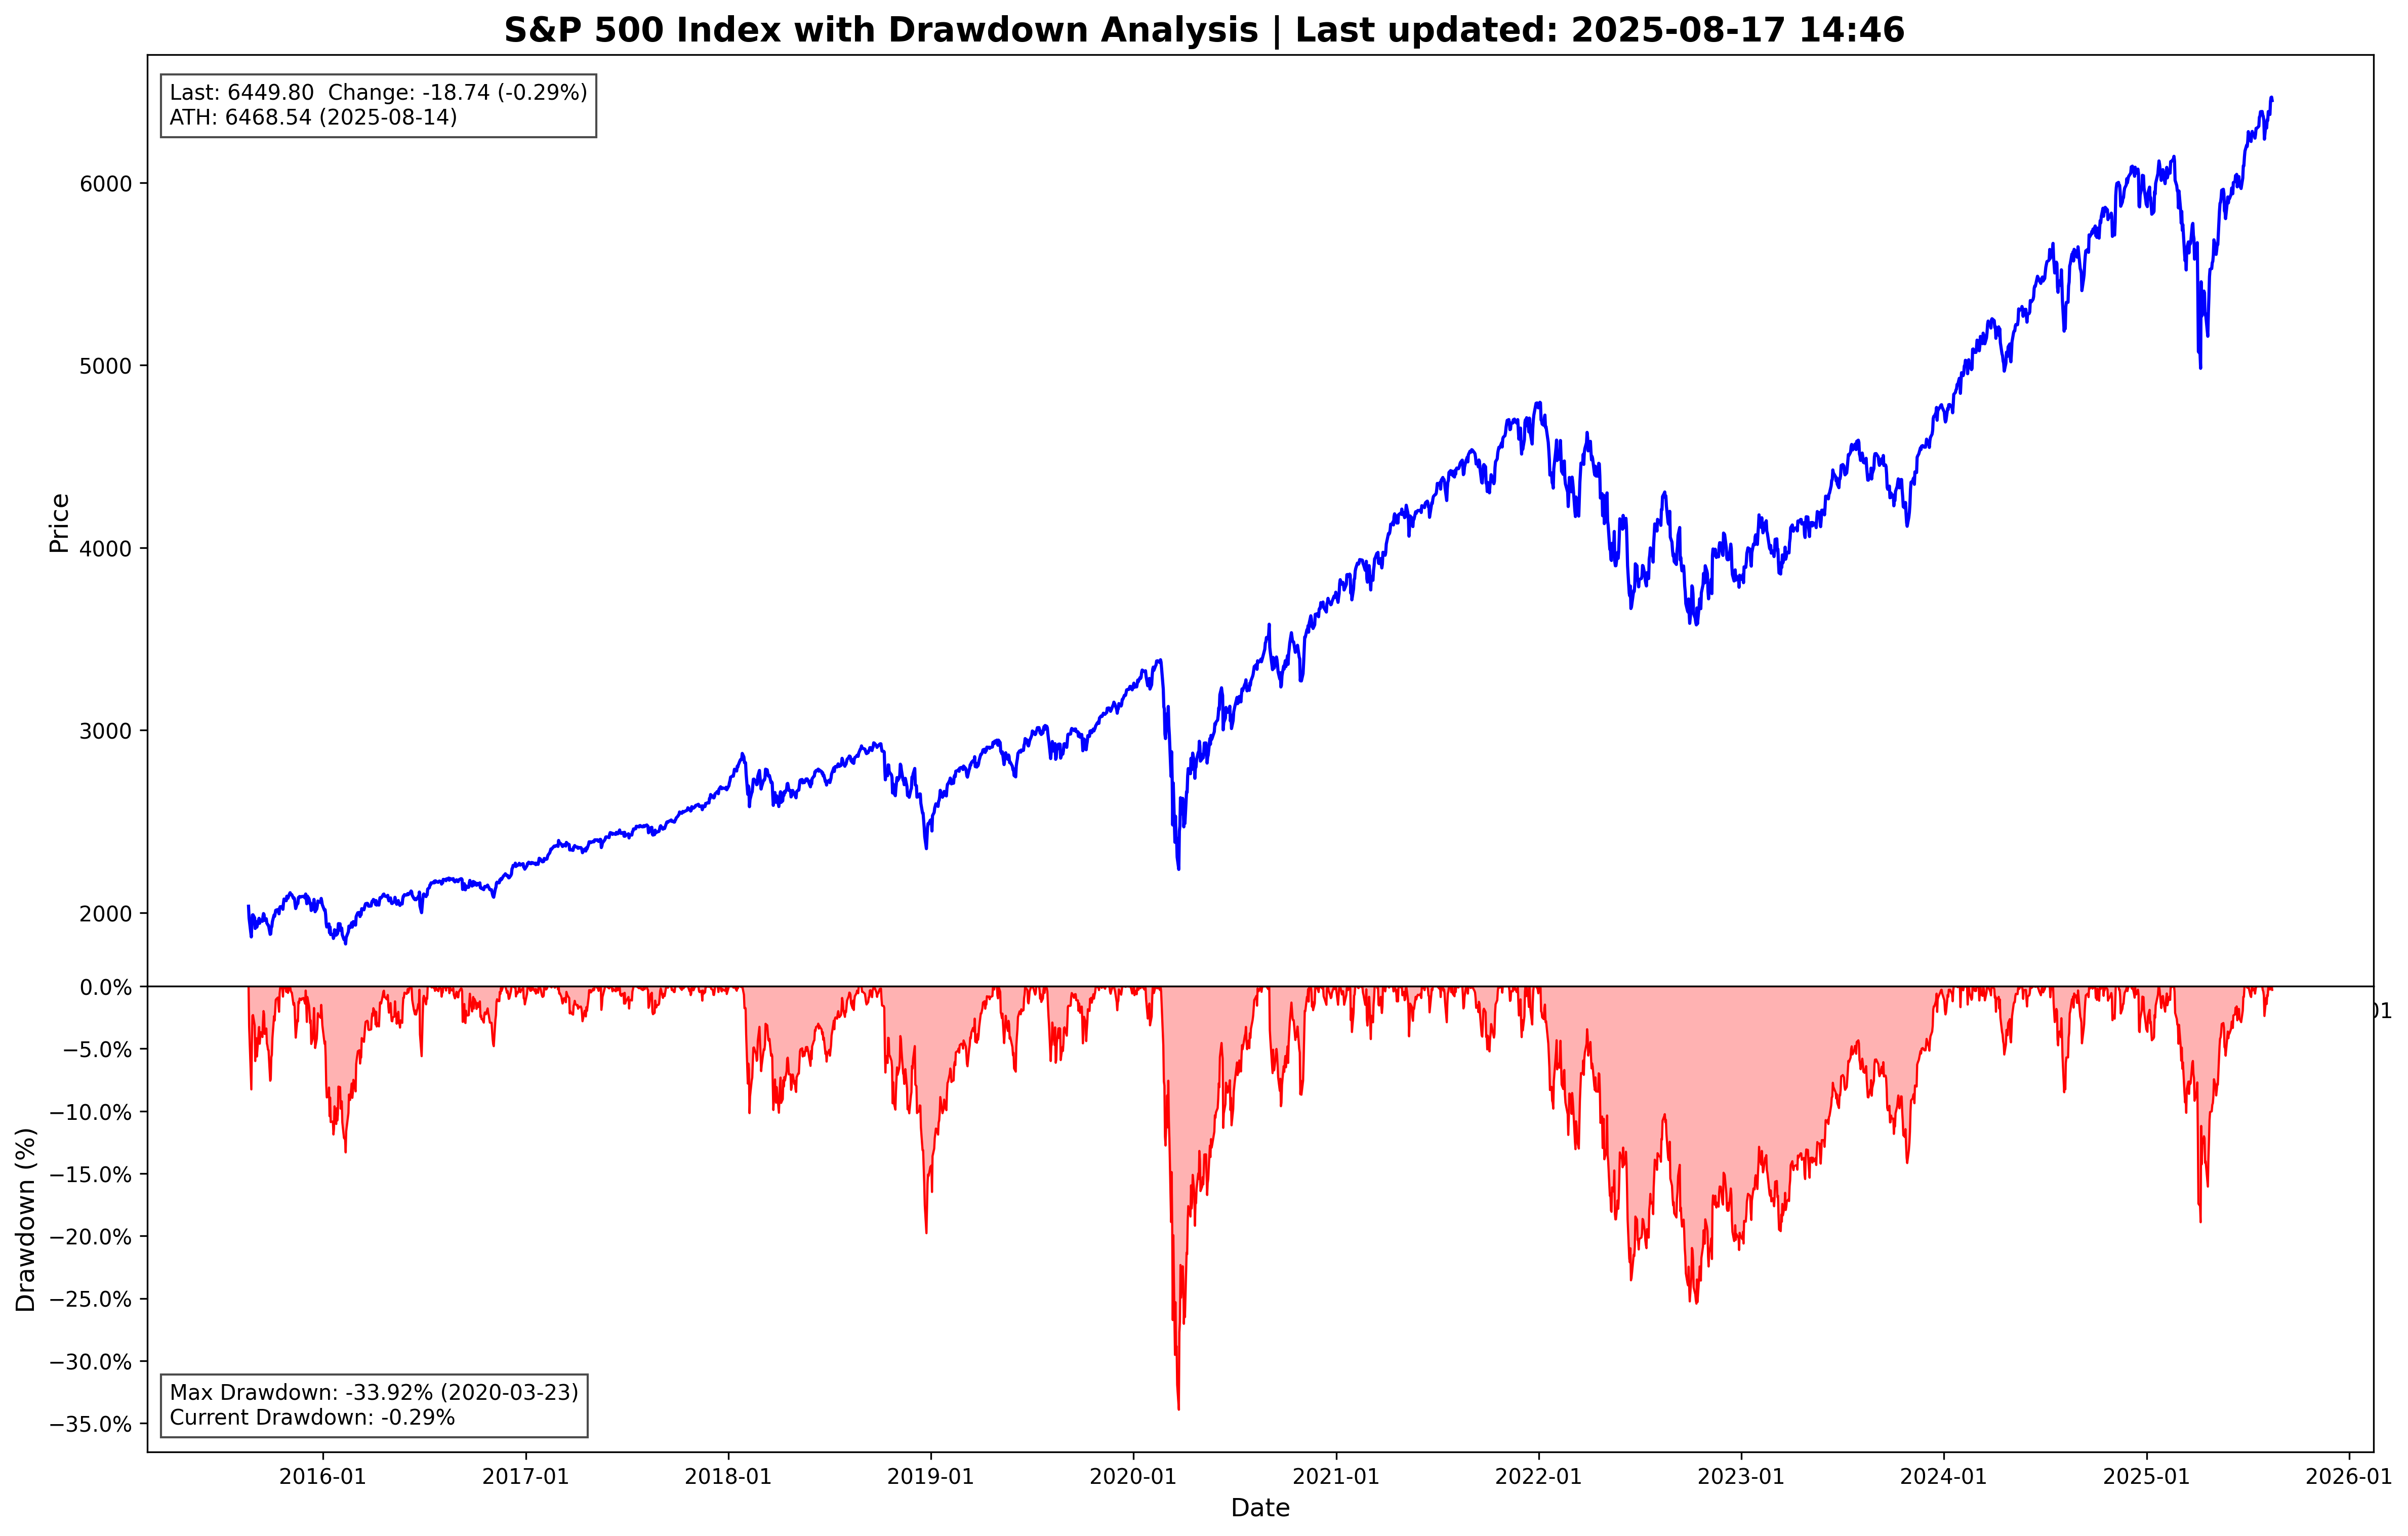 S&P 500 Index with Drawdown Analysis | Last updated: 2025-08-17 14:46
Last: 6449.80  Change: -18.74 (-0.29%)
ATH: 6468.54 (2025-08-14)
Price
6000
5000
4000
3000
2000
01
Drawdown (%)
0.0%
−5.0%
−10.0%
−15.0%
−20.0%
−25.0%
−30.0%
−35.0%
Max Drawdown: -33.92% (2020-03-23)
Current Drawdown: -0.29%
2016-01 2017-01 2018-01 2019-01 2020-01 2021-01 2022-01 2023-01 2024-01 2025-01 2026-01
Date